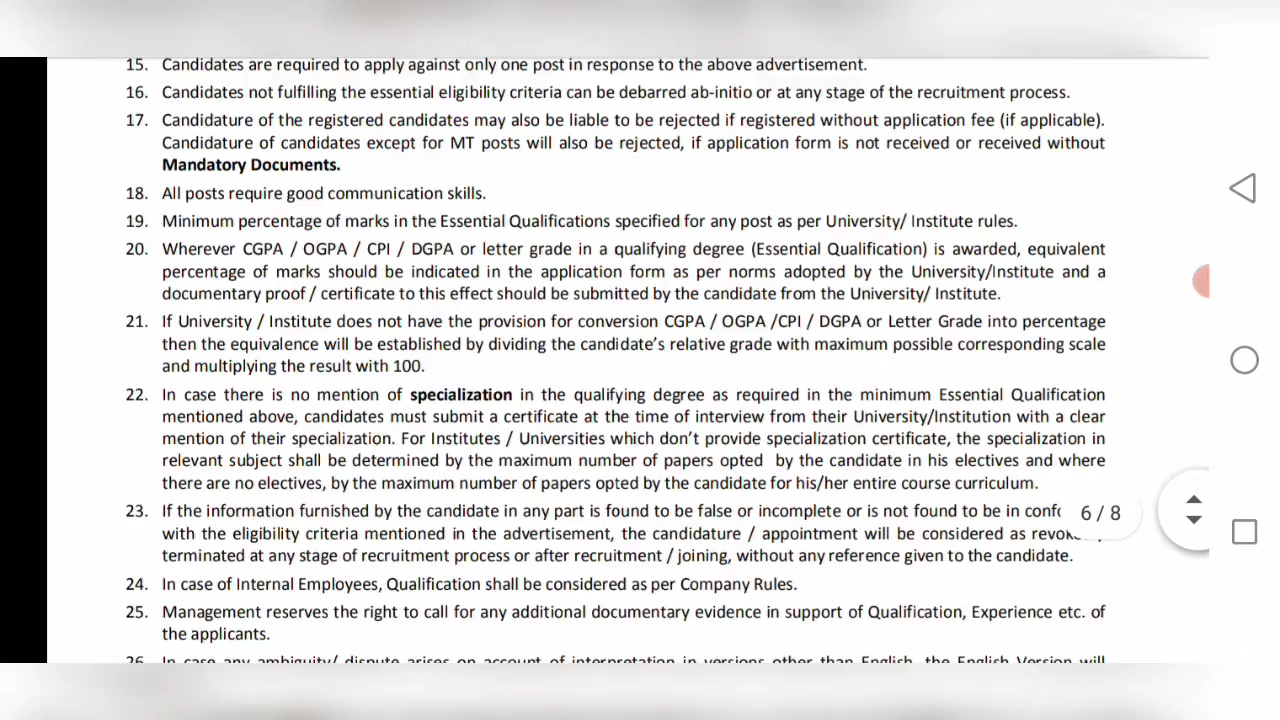 15. Candidates are required to apply against only one post in response to the above advertisement.
16. Candidates not fulfilling the essential eligibility criteria can be debarred ab-initio or at any stage of the recruitment process.
17. Candidature of the registered candidates may also be liable to be rejected if registered without application fee (if applicable).
Candidature of candidates except for MT posts will also be rejected, if application form is not received or received without
Mandatory Documents.
18. All posts require good communication skills.
19. Minimum percentage of marks in the Essential Qualifications specified for any post as per University/ Institute rules.
20. Wherever CGPA / OGPA / CPI / DGPA or letter grade in a qualifying degree (Essential Qualification) is awarded, equivalent
percentage of marks should be indicated in the application form as per norms adopted by the University/Institute and a
documentary proof / certificate to this effect should be submitted by the candidate from the University/ Institute.
21. If University / Institute does not have the provision for conversion CGPA / OGPA /CPI / DGPA or Letter Grade into percentage
then the equivalence will be established by dividing the candidate's relative grade with maximum possible corresponding scale
and multiplying the result with 100.
22. In case there is no mention of specialization in the qualifying degree as required in the minimum Essential Qualification
mentioned above, candidates must submit a certificate at the time of interview from their University/Institution with a clear
mention of their specialization. For Institutes / Universities which don't provide specialization certificate, the specialization in
relevant subject shall be determined by the maximum number of papers opted by the candidate in his electives and where
there are no electives, by the maximum number of papers opted by the candidate for his/her entire course curriculum.
23. If the information furnished by the candidate in any part is found to be false or incomplete or is not found to be in
6 / 8
with the eligibility criteria mentioned in the advertisement, the candidature / appointment will be considered as
terminated at any stage of recruitment process or after recruitment / joining, without any reference given to the candidate.
24. In case of Internal Employees, Qualification shall be considered as per Company Rules.
25. Management reserves the right to call for any additional documentary evidence in support of Qualification, Experience etc. of
the applicants.
26. In case any ambiguity/ dispute arises on account of interpretation in versions other than English, the English Version will